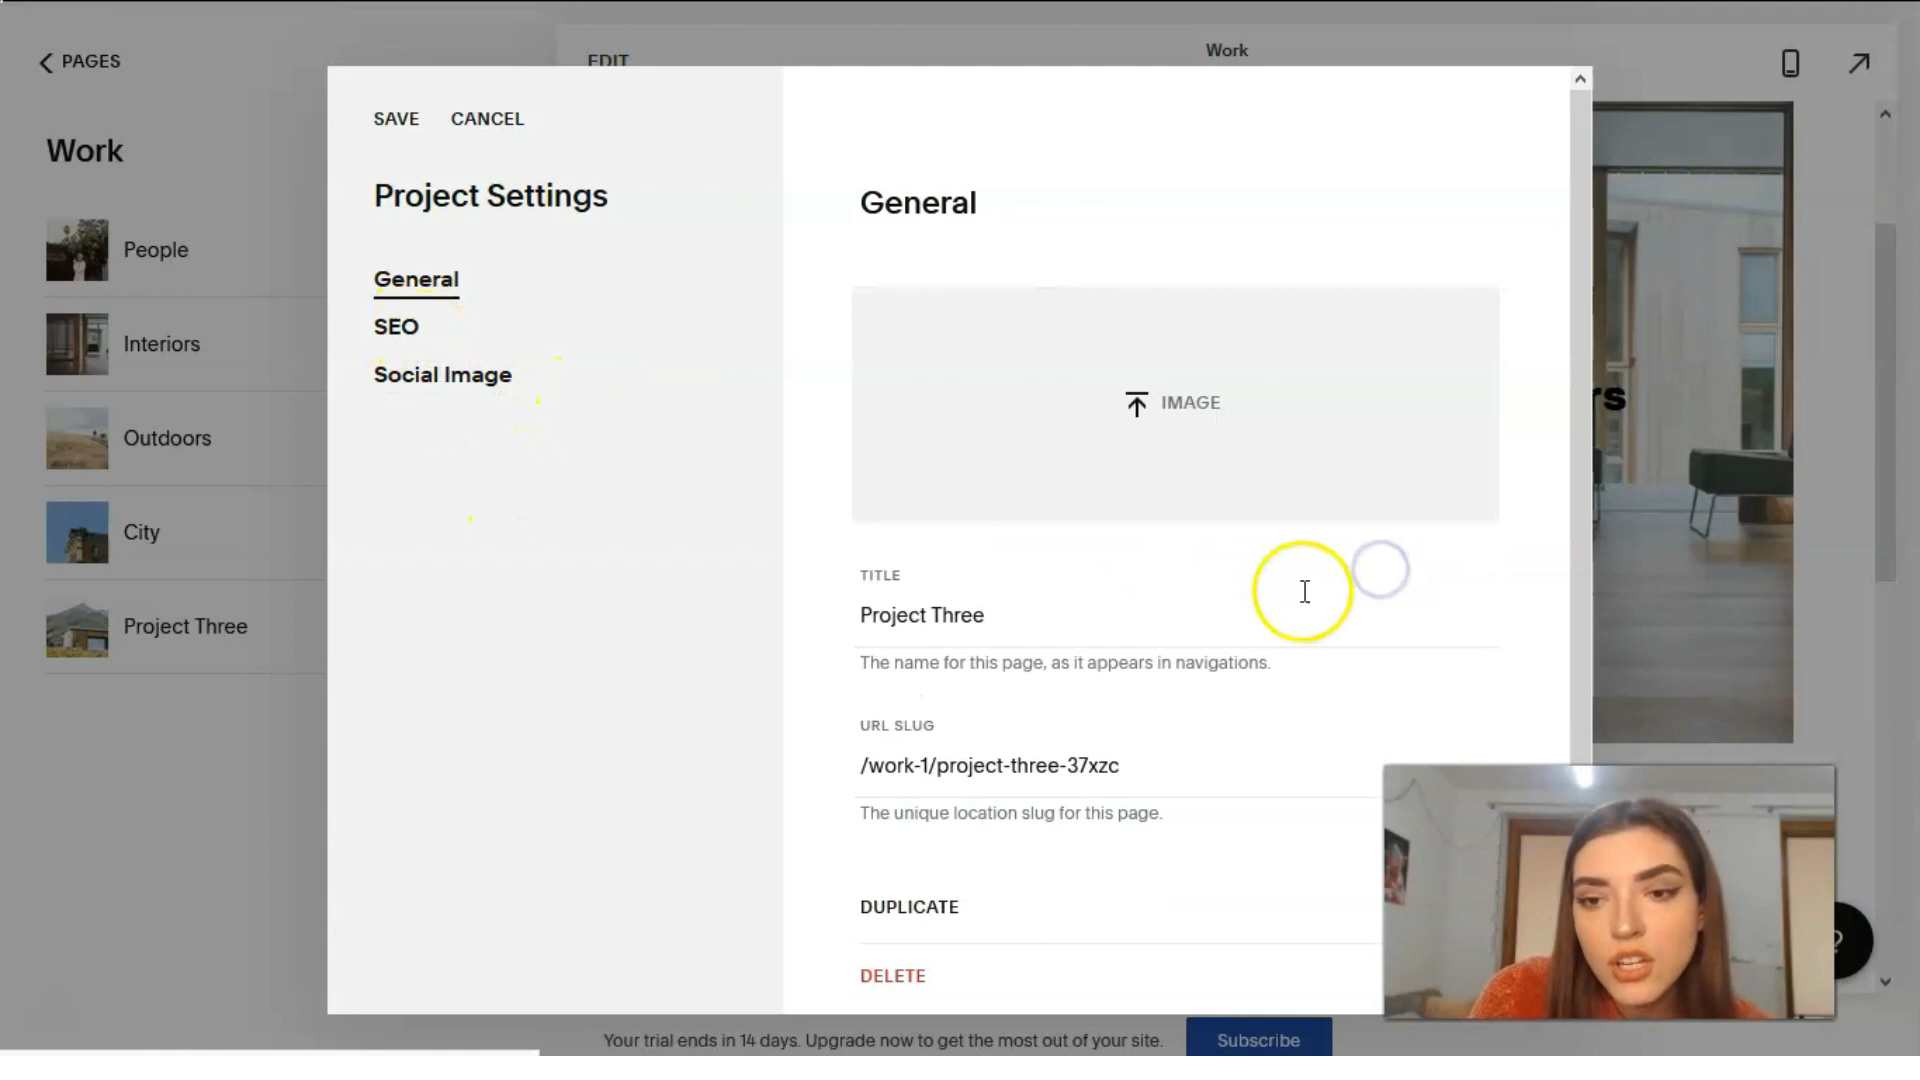 PAGES
EDIT
Work
Work
People
Interiors
Outdoors
City
Project Three
SAVE CANCEL
Project Settings
General
SEO
Social Image
General
IMAGE
TITLE
Project Three
The name for this page, as it appears in navigations.
URL SLUG
/work-1/project-three-37xzc
The unique location slug for this page.
DUPLICATE
DELETE
rs
?
Your trial ends in 14 days. Upgrade now to get the most out of your site. Subscribe